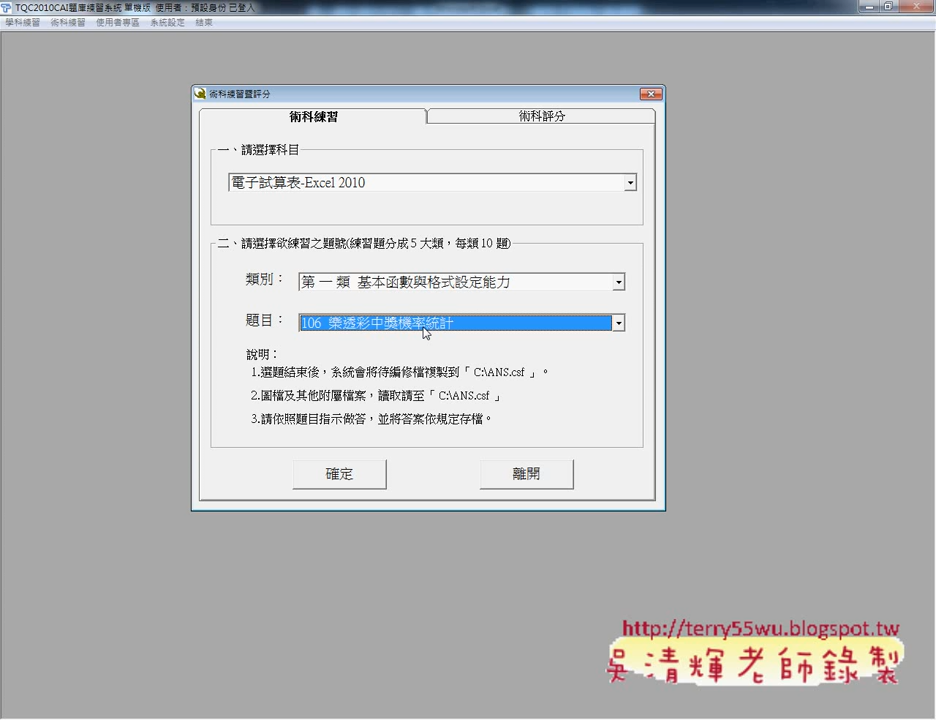 TQC2010CAI題庫練習系統 單機版 使用者：預設身份 已登入
學科練習 術科練習 使用者專區 系統設定 結束
術科練習暨評分
術科練習 術科評分
一、請選擇科目
電子試算表-Excel 2010
二、請選擇欲練習之題號(練習題分成 5 大類，每類 10 題)
類別： 第 一 類 基本函數與格式設定能力
題目： 106 樂透彩中獎機率統計
說明：
1.選題結束後，系統會將待編修檔複製到「 C:\ANS.csf 」。
2.圖檔及其他附屬檔案，讀取請至「 C:\ANS.csf 」
3.請依照題目指示做答，並將答案依規定存檔。
確定 離開
http://terry55wu.blogspot.tw
吳清輝老師錄製